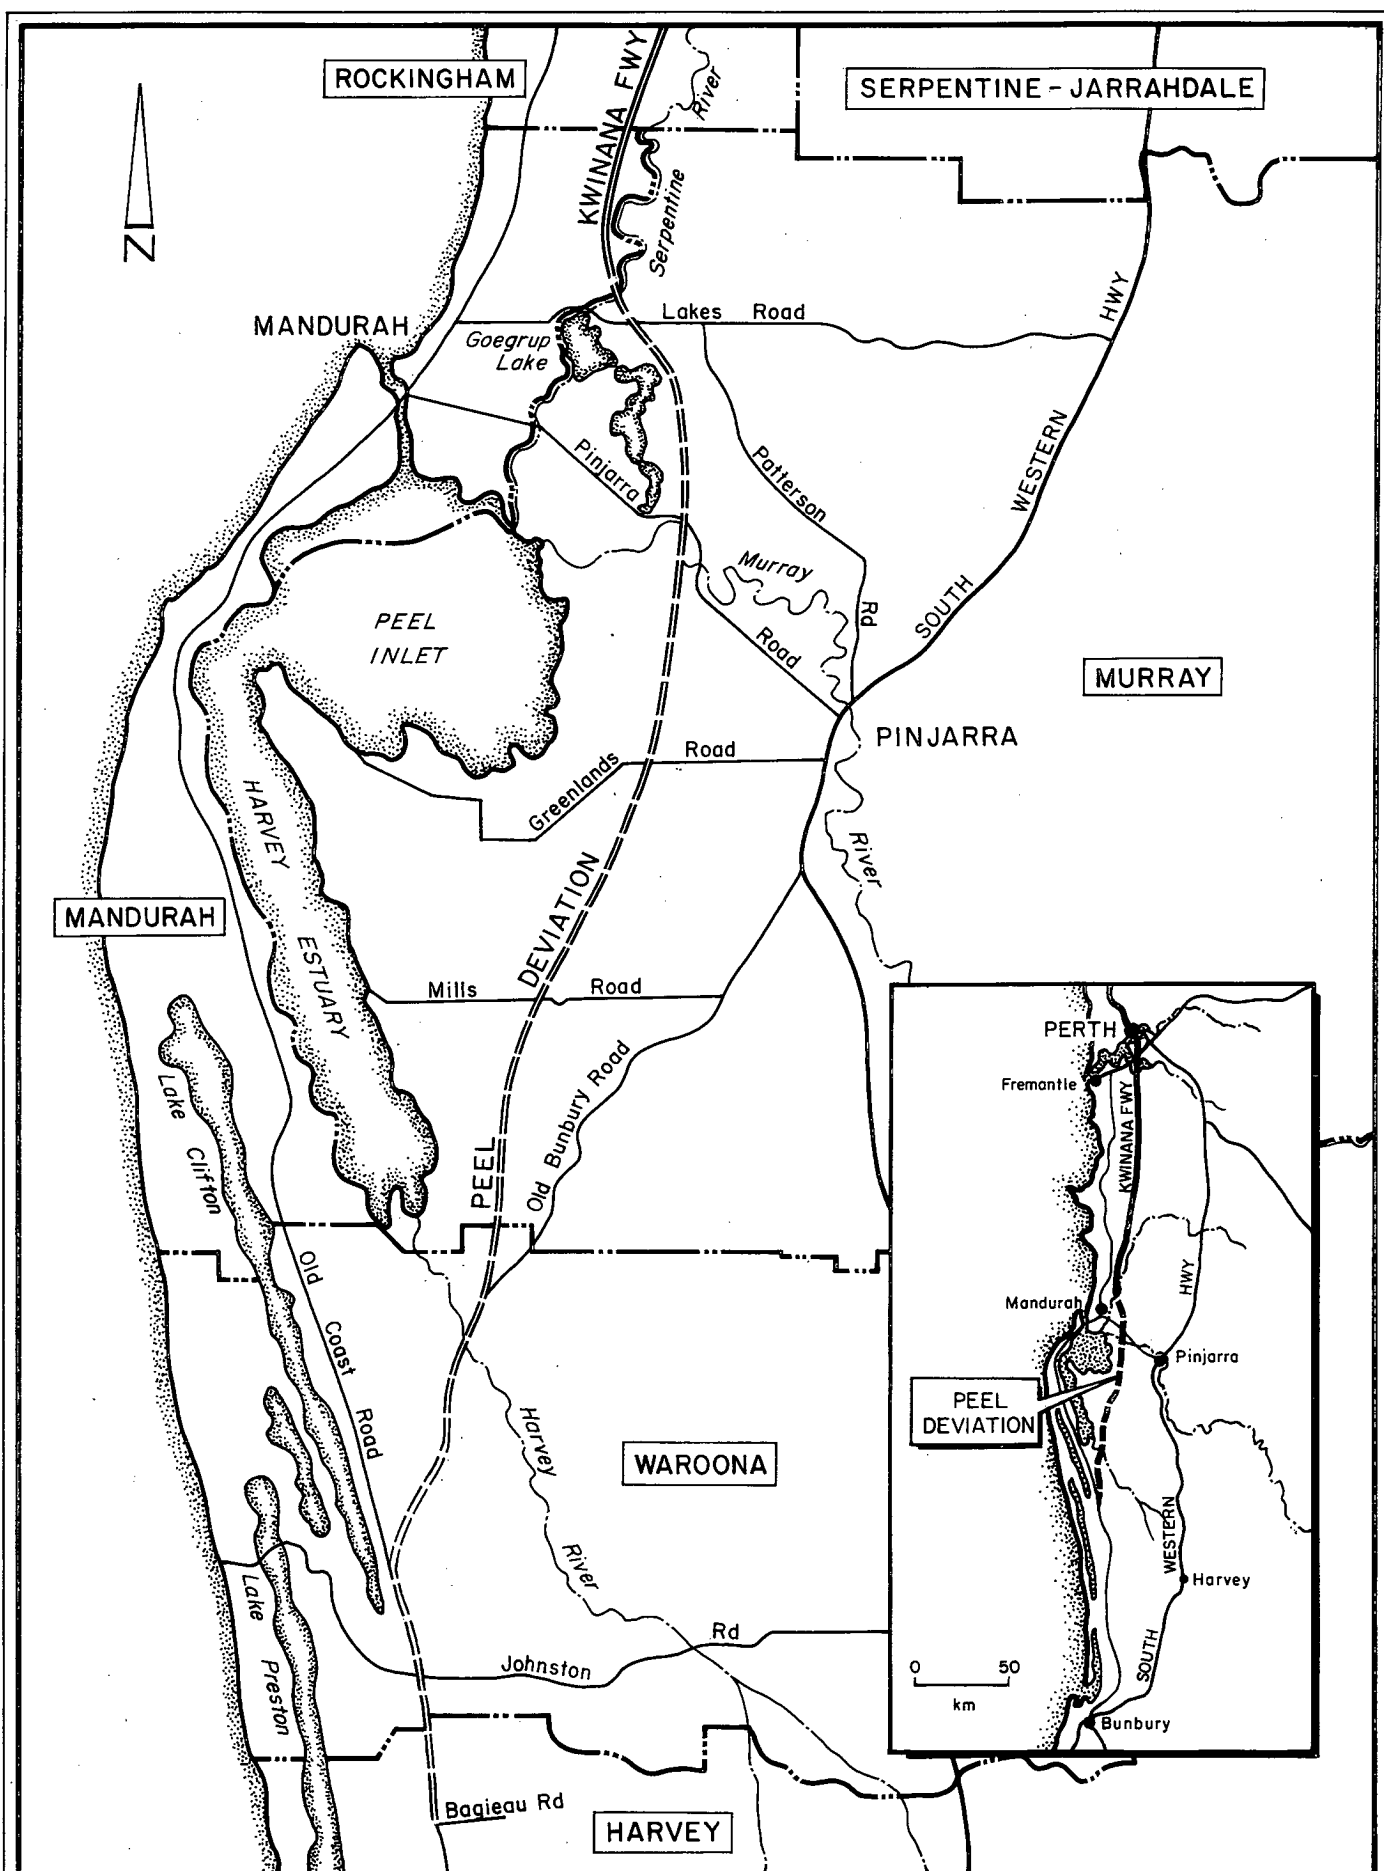 ROCKINGHAM
KWINANA FWY
River
SERPENTINE - JARRAHDALE
N
Serpentine
MANDURAH
Goegrup
Lake
Lakes Road
HWY
WESTERN
SOUTH
Pinjarra
Patterson
Rd
Murray
Road
PEEL
INLET
MURRAY
PINJARRA
Greenlands
Road
HARVEY
ESTUARY
River
DEVIATION
PEEL
MANDURAH
Mills Road
Old Bunbury Road
Lake
Clifton
Old
Coast
Road
Harvey
River
WAROONA
Lake
Preston
Johnston
Rd
Bagieau Rd
HARVEY
PERTH
Fremantle
KWINANA FWY
Mandurah
HWY
Pinjarra
PEEL
DEVIATION
WESTERN
Harvey
SOUTH
0 50
km
Bunbury